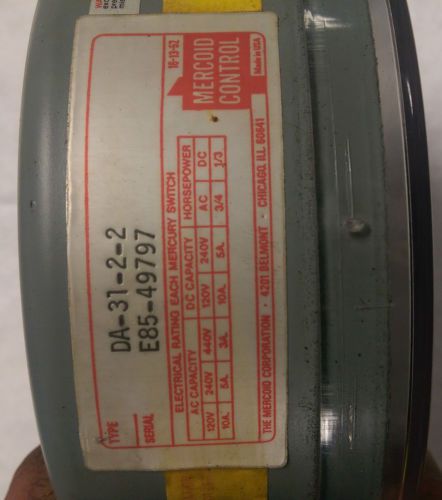 TYPE DA-31-2-2
SERIAL E85-49797
16-13-62
MERCOID
CONTROL
Made in USA
ELECTRICAL RATING EACH MERCURY SWITCH
AC CAPACITY DC CAPACITY HORSEPOWER
120V 240V 440V 120V 240V AC DC
10A. 5A. 3A. 10A. 5A. 3/4 1/3
THE MERCOID CORPORATION · 4201 BELMONT · CHICAGO, ILL. 60641